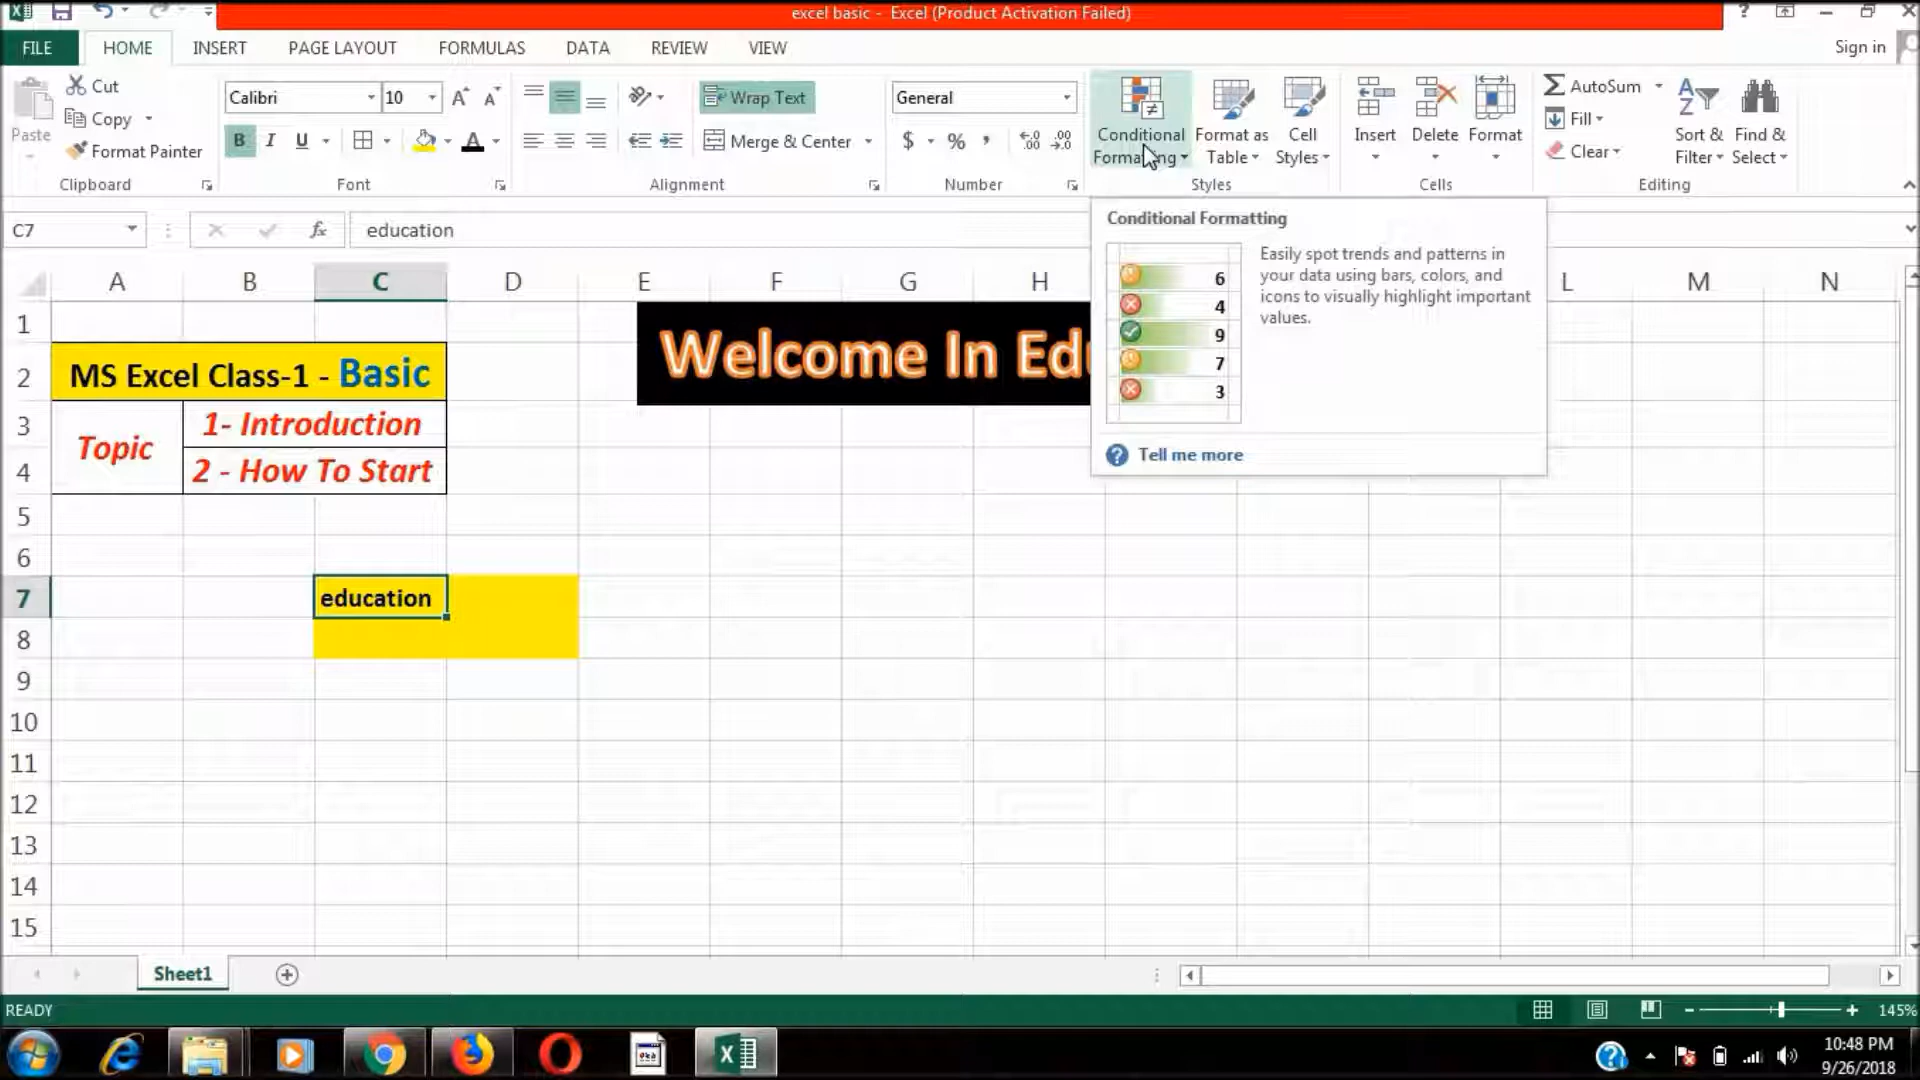 excel basic - Excel (Product Activation Failed)
FILE HOME INSERT PAGE LAYOUT FORMULAS DATA REVIEW VIEW Sign in
Paste
Cut
Copy
Format Painter
Clipboard
Calibri 10
B I U A
Font
Wrap Text
Merge & Center
Alignment
General
$ % ,
Number
Conditional Formatting
Format as Table
Cell Styles
Styles
Insert
Delete
Format
Cells
AutoSum
Fill
Clear
Sort & Filter
Find & Select
Editing
C7 fx education
Conditional Formatting
Easily spot trends and patterns in
your data using bars, colors, and
icons to visually highlight important
values.
6
4
9
7
3
Tell me more
A B C D E F G H L M N
1
2 MS Excel Class-1 - Basic
Welcome In Edu
3 Topic 1- Introduction
4 2 - How To Start
5
6
7 education
8
9
10
11
12
13
14
15
Sheet1
READY 145%
10:48 PM
9/26/2018